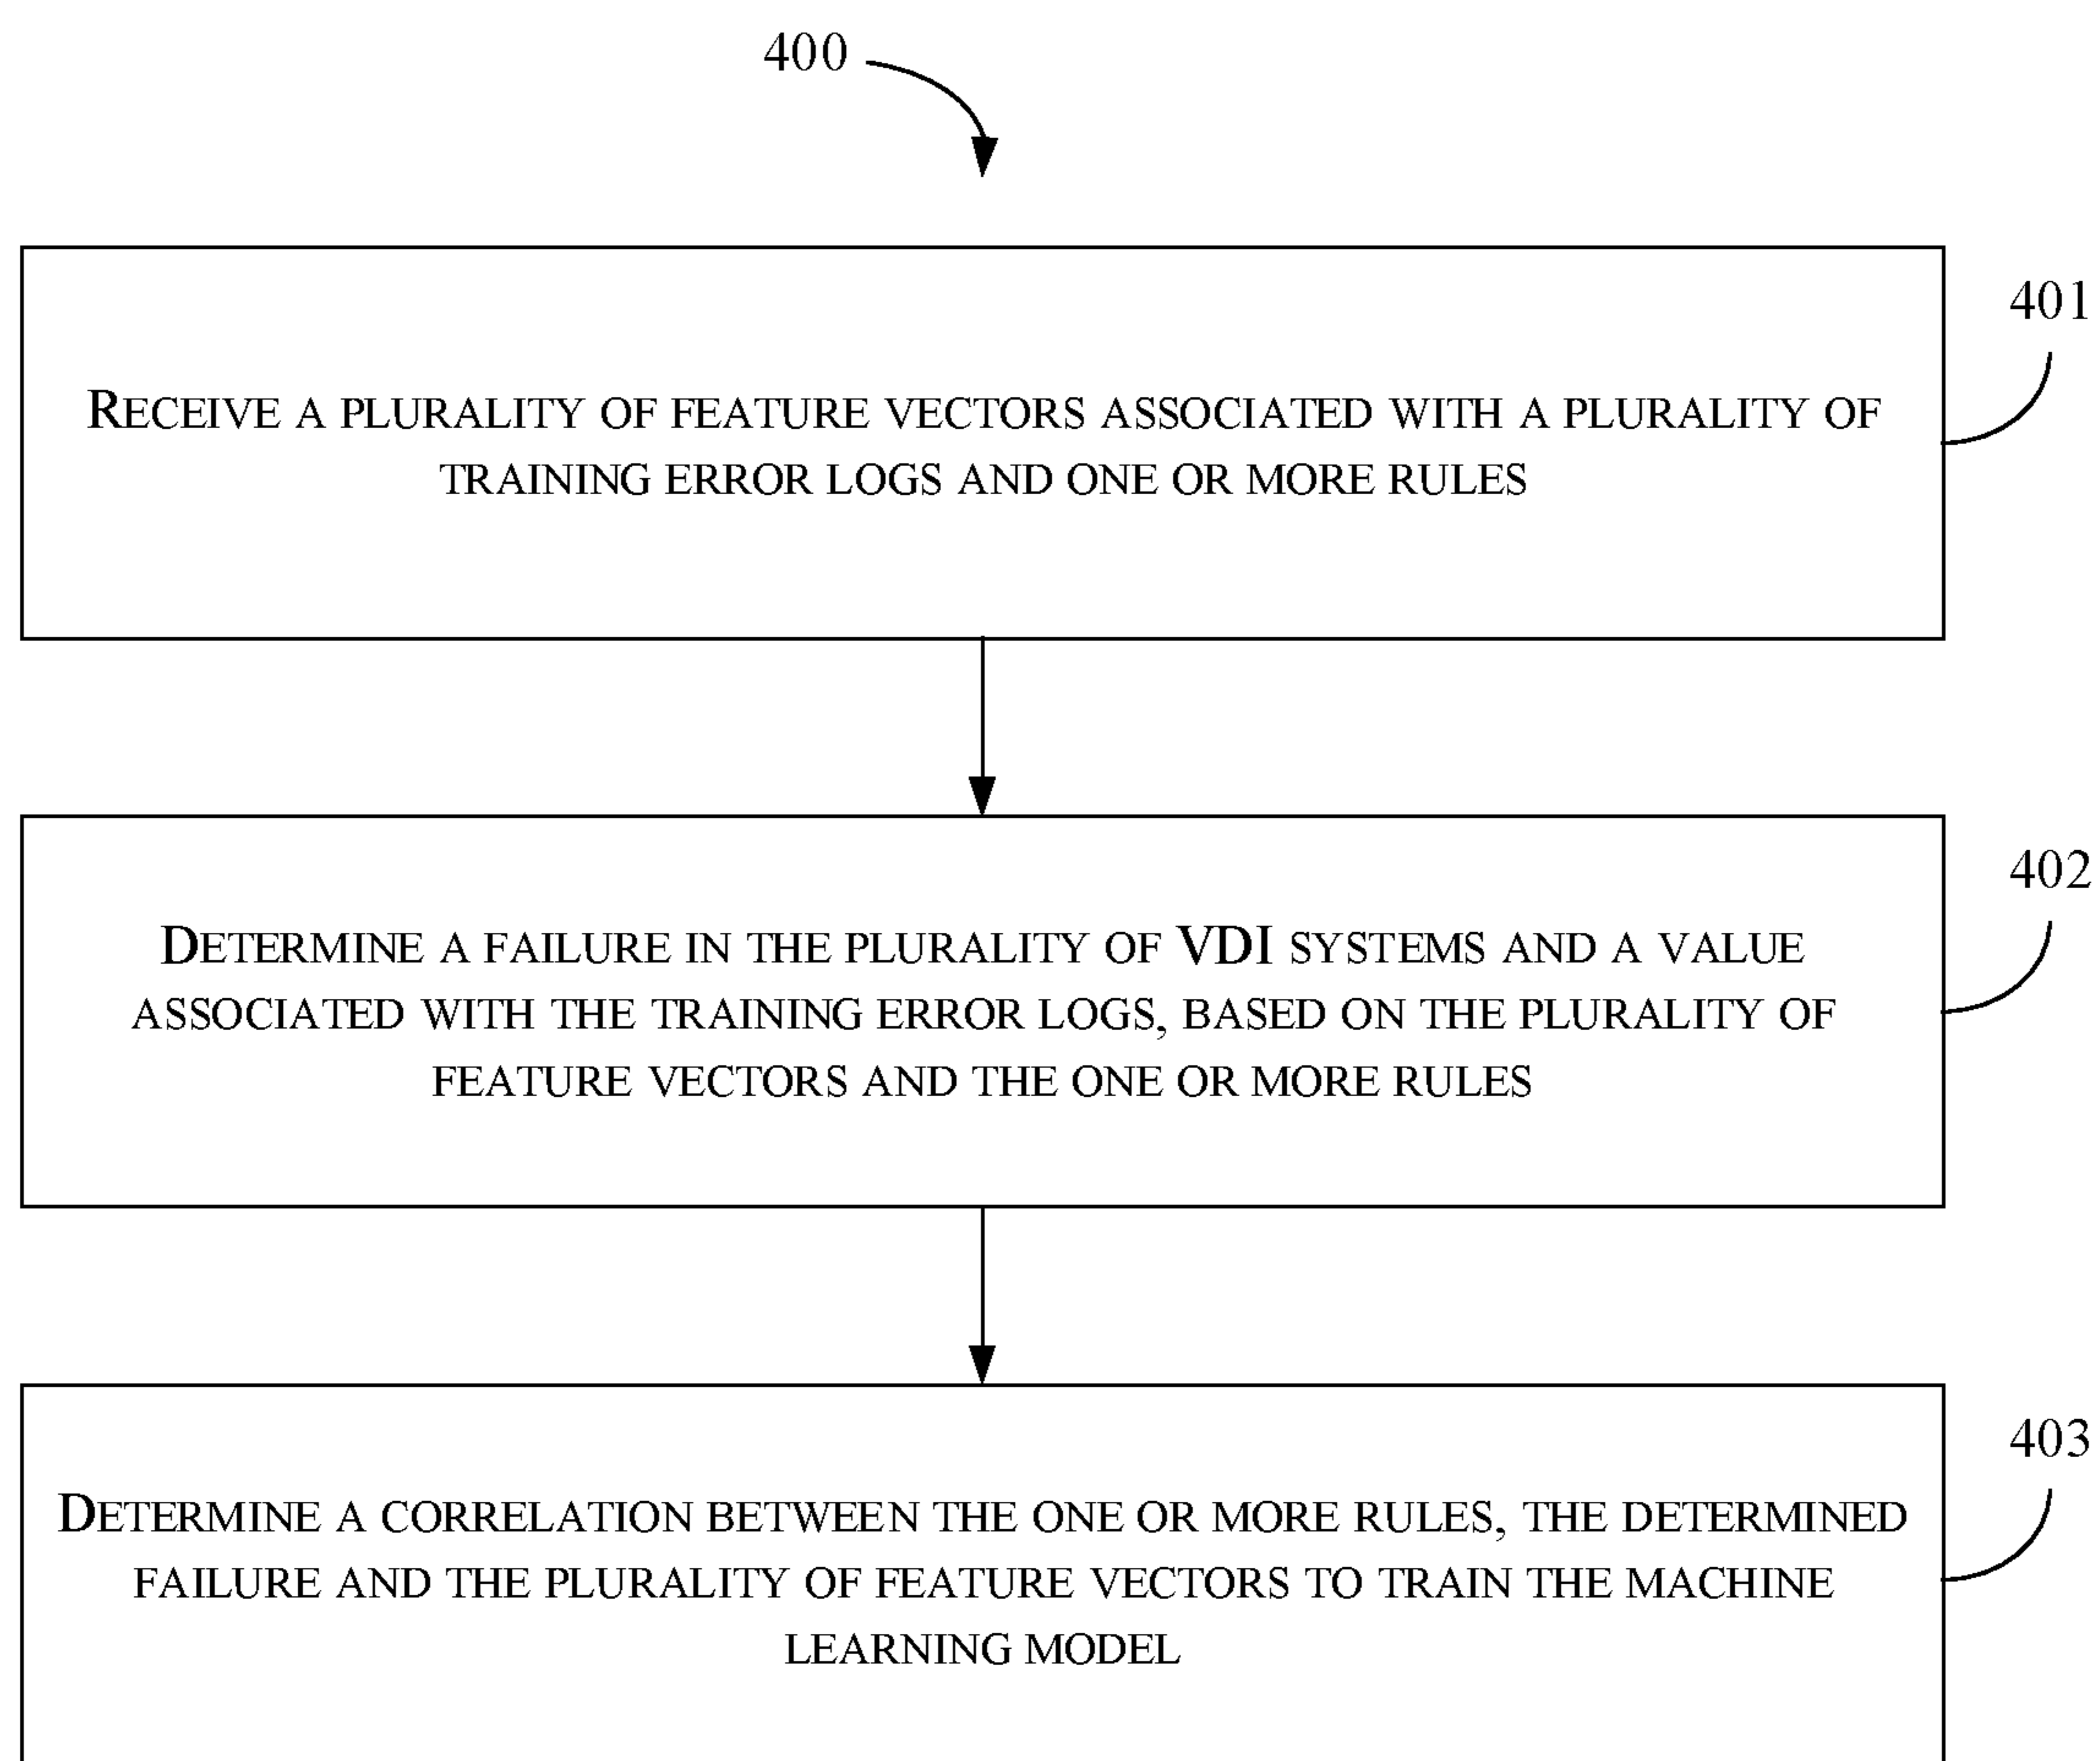 400
401
RECEIVE A PLURALITY OF FEATURE VECTORS ASSOCIATED WITH A PLURALITY OF
TRAINING ERROR LOGS AND ONE OR MORE RULES
402
DETERMINE A FAILURE IN THE PLURALITY OF VDI SYSTEMS AND A VALUE
ASSOCIATED WITH THE TRAINING ERROR LOGS, BASED ON THE PLURALITY OF
FEATURE VECTORS AND THE ONE OR MORE RULES
403
DETERMINE A CORRELATION BETWEEN THE ONE OR MORE RULES, THE DETERMINED
FAILURE AND THE PLURALITY OF FEATURE VECTORS TO TRAIN THE MACHINE
LEARNING MODEL